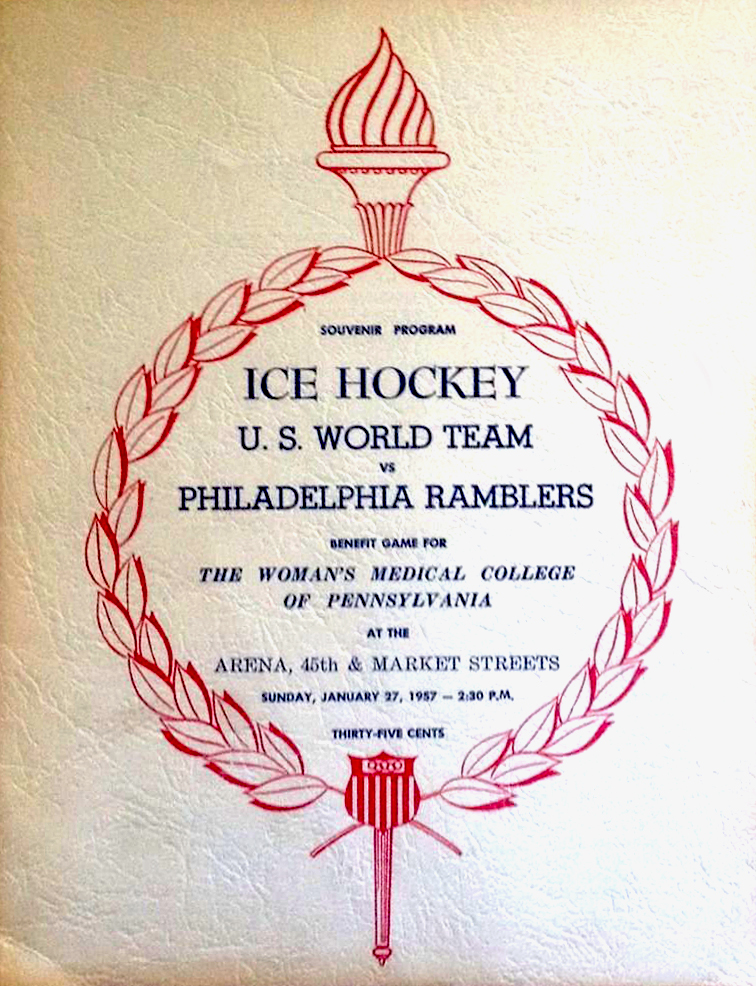 SOUVENIR PROGRAM
ICE HOCKEY
U. S. WORLD TEAM
VS
PHILADELPHIA RAMBLERS
BENEFIT GAME FOR
THE WOMAN'S MEDICAL COLLEGE
OF PENNSYLVANIA
AT THE
ARENA, 45th & MARKET STREETS
SUNDAY, JANUARY 27, 1957 — 2:30 P.M.
THIRTY-FIVE CENTS